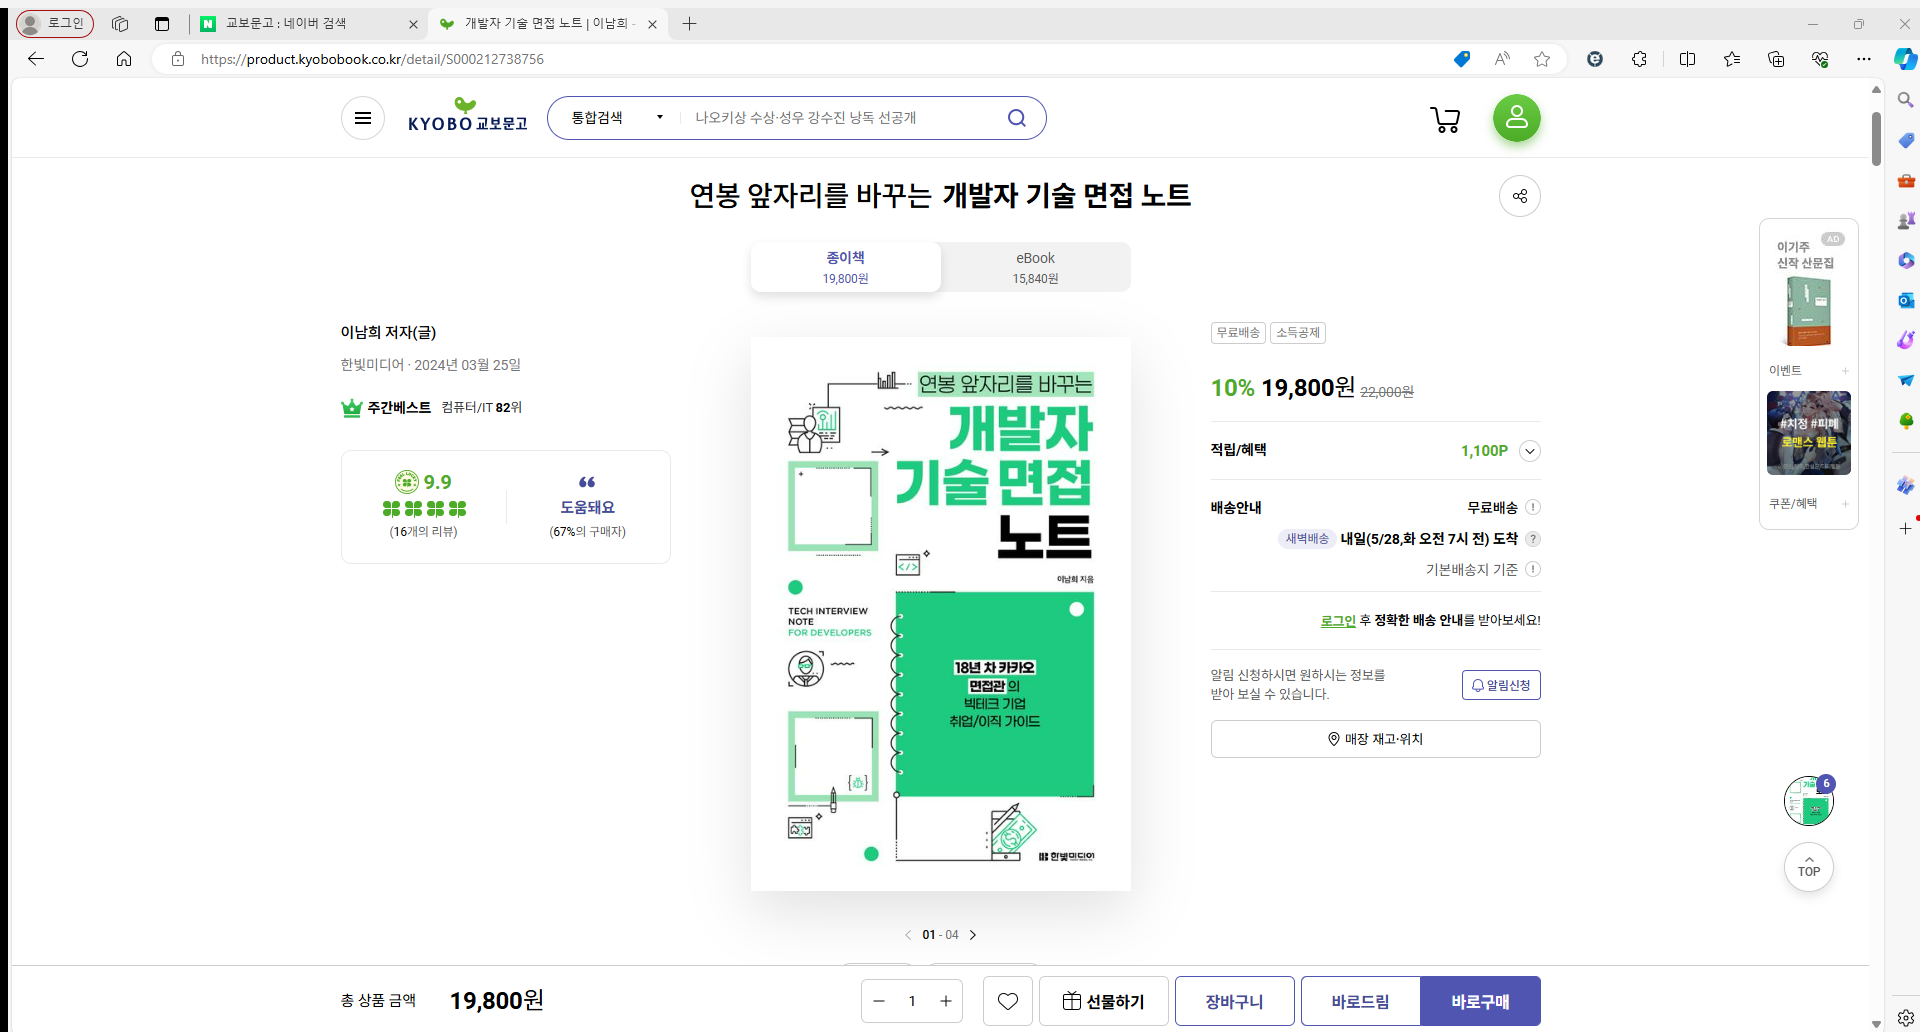 로그인
교보문고 : 네이버 검색
개발자 기술 면접 노트 | 이남희 -
https://product.kyobobook.co.kr/detail/S000212738756
KYOBO 교보문고
통합검색
나오키상 수상·성우 강수진 낭독 선공개
연봉 앞자리를 바꾸는 개발자 기술 면접 노트
종이책
19,800원
eBook
15,840원
이남희 저자(글)
한빛미디어 · 2024년 03월 25일
주간베스트 컴퓨터/IT 82위
9.9
(16개의 리뷰)
도움돼요
(67%의 구매자)
연봉 앞자리를 바꾸는
개발자
기술 면접
노트
이남희 지음
TECH INTERVIEW
NOTE
FOR DEVELOPERS
18년 차 카카오
면접관 의
빅테크 기업
취업/이직 가이드
한빛미디어
01 - 04
무료배송
소득공제
10% 19,800원 22,000원
적립/혜택
1,100P
배송안내
무료배송
새벽배송 내일(5/28,화 오전 7시 전) 도착
기본배송지 기준
로그인 후 정확한 배송 안내를 받아보세요!
알림 신청하시면 원하시는 정보를
받아 보실 수 있습니다.
알림신청
매장 재고·위치
AD
이기주
신작 산문집
이벤트
#치정 #피폐
로맨스 웹툰
쿠폰/혜택
6
TOP
총 상품 금액
19,800원
1
선물하기
장바구니
바로드림
바로구매